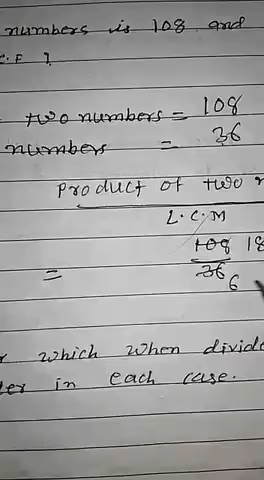 numbers is 108 and
C.F ?
two numbers = 108
numbers = 36
Product of two
L.C.M
108 18
= 36 6
which when divid
in each case.